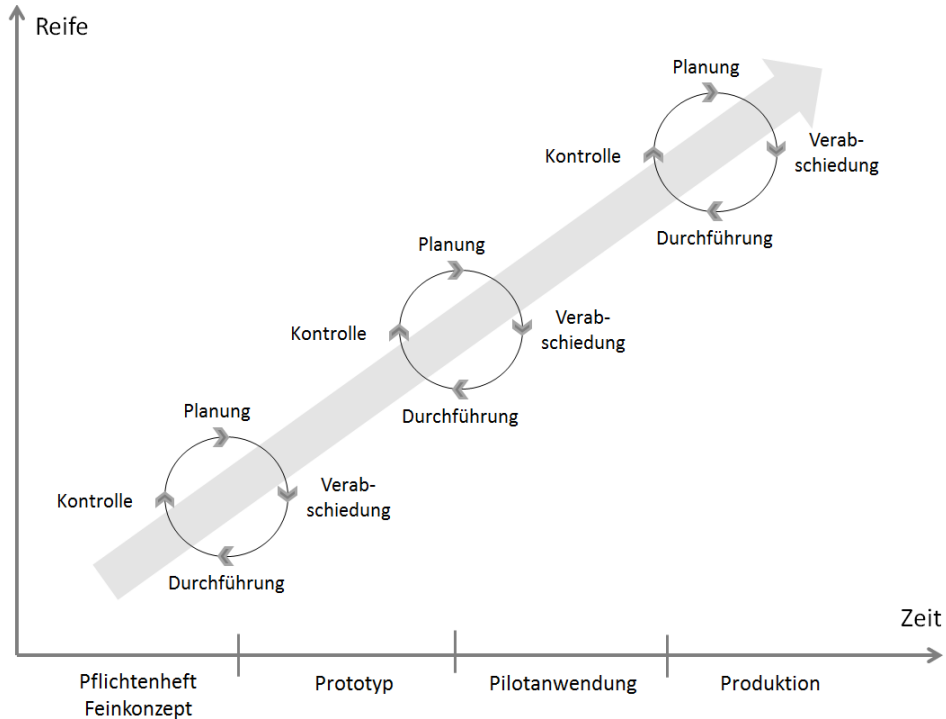 Reife
Planung
Kontrolle
Verab-
schiedung
Durchführung
Planung
Kontrolle
Verab-
schiedung
Durchführung
Planung
Kontrolle
Verab-
schiedung
Durchführung
Zeit
Pflichtenheft
Feinkonzept
Prototyp
Pilotanwendung
Produktion